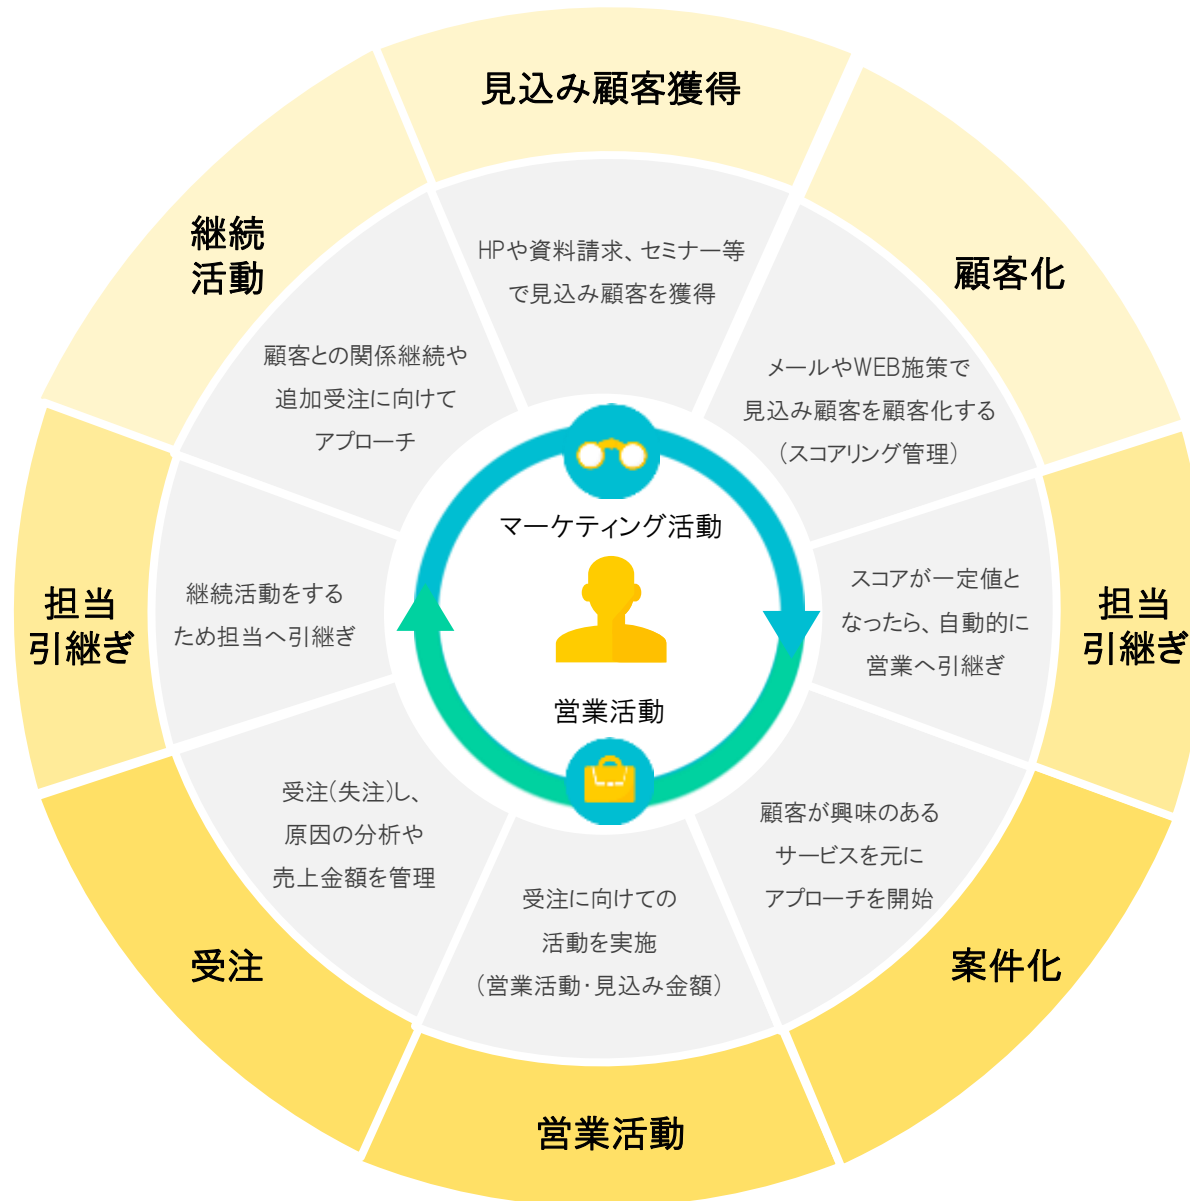 見込み顧客獲得
HPや資料請求、セミナー等
で見込み顧客を獲得
顧客化
メールやWEB施策で
見込み顧客を顧客化する
(スコアリング管理)
担当
引継ぎ
スコアが一定値と
なったら、自動的に
営業へ引継ぎ
案件化
顧客が興味のある
サービスを元に
アプローチを開始
営業活動
受注に向けての
活動を実施
(営業活動・見込み金額)
受注
受注(失注)し、
原因の分析や
売上金額を管理
担当
引継ぎ
継続活動をする
ため担当へ引継ぎ
継続
活動
顧客との関係継続や
追加受注に向けて
アプローチ
マーケティング活動
営業活動